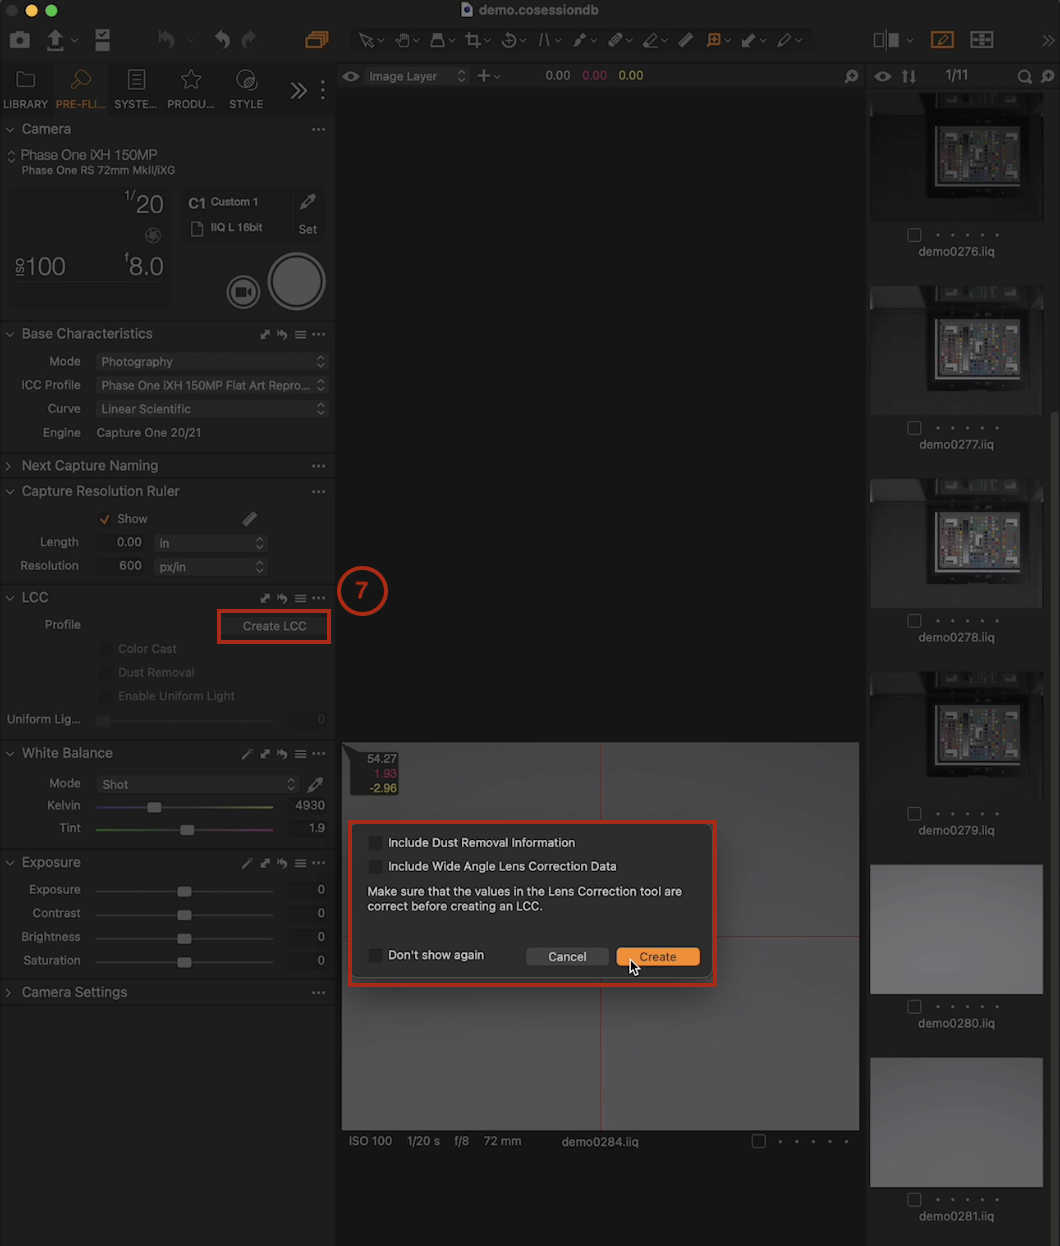 demo.cosessiondb
LIBRARY
PRE-FLI...
SYSTE...
PRODU...
STYLE
Image Layer
0.00 0.00 0.00
1/11
Camera
Phase One iXH 150MP
Phase One RS 72mm MkII/iXG
1/20
C1 Custom 1
IIQ L 16bit
Set
ISO 100
f8.0
Base Characteristics
Mode Photography
ICC Profile Phase One iXH 150MP Flat Art Repro...
Curve Linear Scientific
Engine Capture One 20/21
Next Capture Naming
Capture Resolution Ruler
Show
Length 0.00 in
Resolution 600 px/in
LCC
7
Profile Create LCC
Color Cast
Dust Removal
Enable Uniform Light
Uniform Lig... 0
White Balance
Mode Shot
Kelvin 4930
Tint 1.9
Exposure
Exposure 0
Contrast 0
Brightness 0
Saturation 0
Camera Settings
54.27
1.93
-2.96
Include Dust Removal Information
Include Wide Angle Lens Correction Data
Make sure that the values in the Lens Correction tool are
correct before creating an LCC.
Don't show again
Cancel
Create
ISO 100 1/20 s f/8 72 mm demo0284.iiq
demo0276.iiq
demo0277.iiq
demo0278.iiq
demo0279.iiq
demo0280.iiq
demo0281.iiq